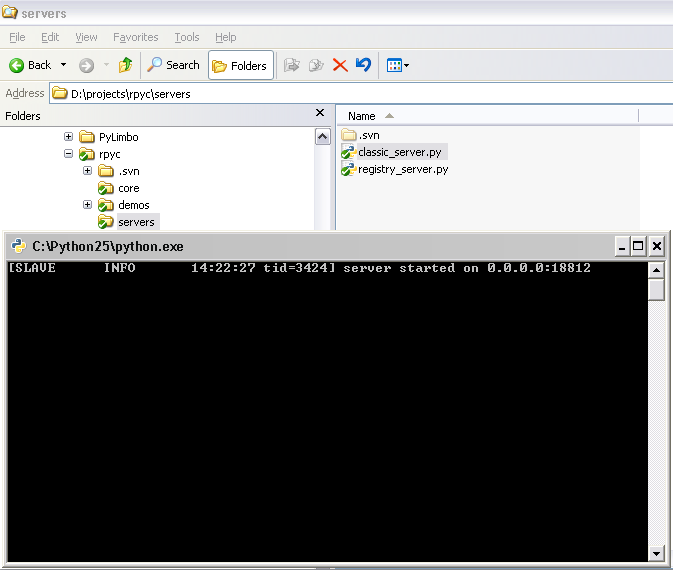 servers
File Edit View Favorites Tools Help
Back Search Folders
Address D:\projects\rpyc\servers
Folders
PyLimbo
rpyc
.svn
core
demos
servers
Name
.svn
classic_server.py
registry_server.py
C:\Python25\python.exe
[SLAVE INFO 14:22:27 tid=3424] server started on 0.0.0.0:18812